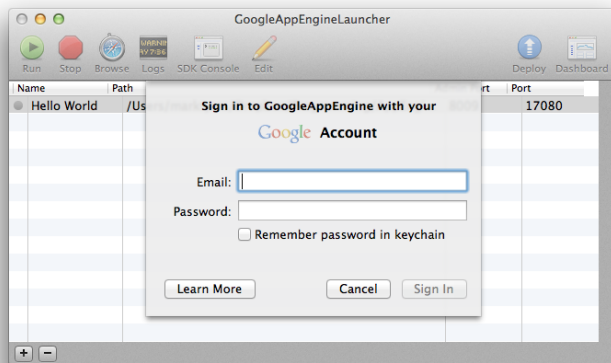 GoogleAppEngineLauncher
WARNIN
Run Stop Browse Logs SDK Console Edit Deploy Dashboard
Name Path Port
Hello World 17080
Sign in to GoogleAppEngine with your
Google Account
Email:
Password:
Remember password in keychain
Learn More Cancel Sign In